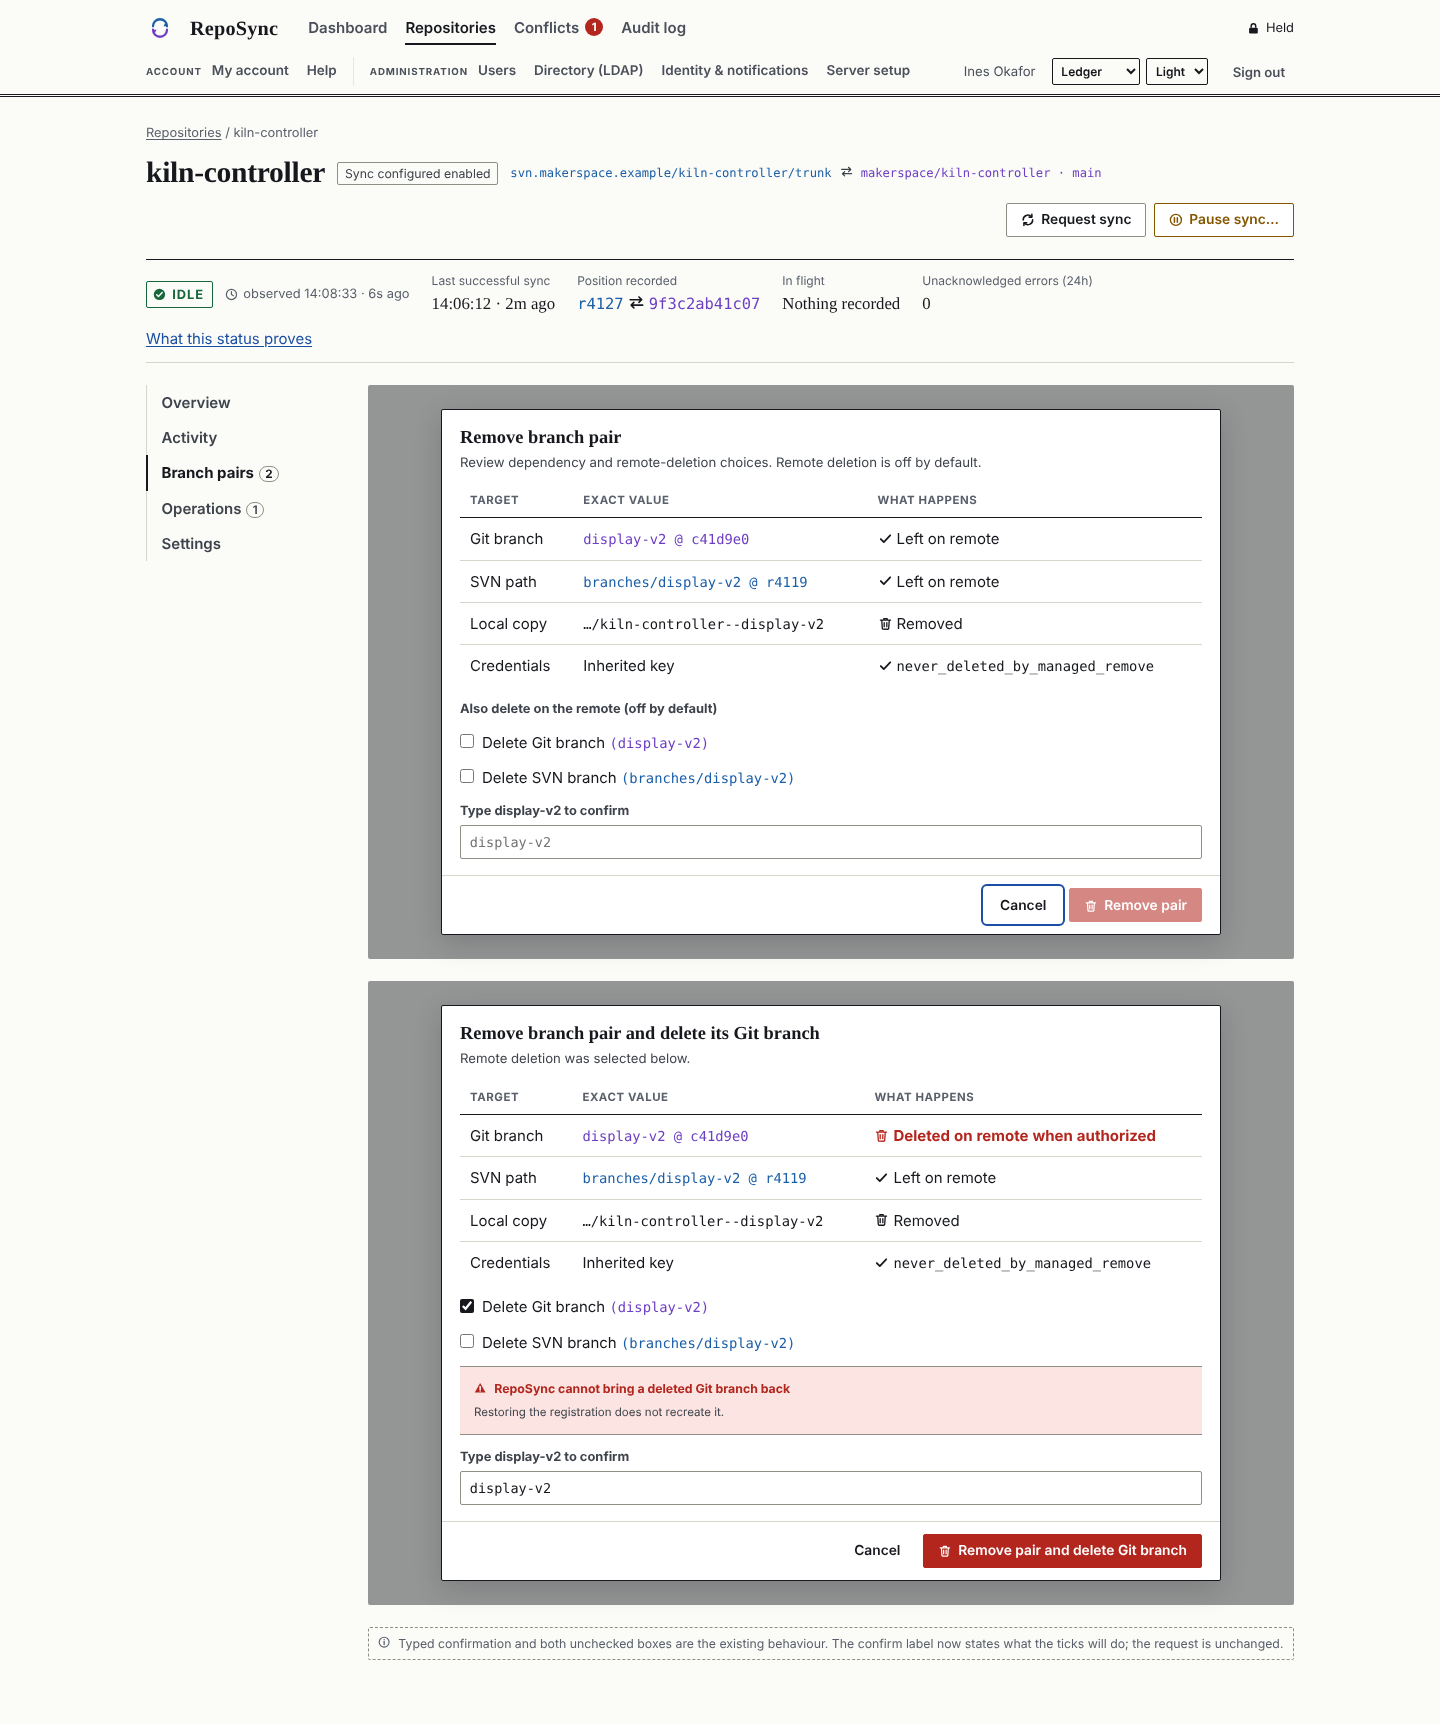 RepoSync Dashboard Repositories Conflicts 1 Audit log Held
ACCOUNT My account Help ADMINISTRATION Users Directory (LDAP) Identity & notifications Server setup Ines Okafor Ledger Light Sign out
Repositories / kiln-controller
kiln-controller Sync configured enabled svn.makerspace.example/kiln-controller/trunk ⇄ makerspace/kiln-controller · main
Request sync Pause sync…
Last successful sync Position recorded In flight Unacknowledged errors (24h)
IDLE observed 14:08:33 · 6s ago 14:06:12 · 2m ago r4127 ⇄ 9f3c2ab41c07 Nothing recorded 0
What this status proves
Overview
Activity
Branch pairs 2
Operations 1
Settings
Remove branch pair
Review dependency and remote-deletion choices. Remote deletion is off by default.
TARGET EXACT VALUE WHAT HAPPENS
Git branch display-v2 @ c41d9e0 Left on remote
SVN path branches/display-v2 @ r4119 Left on remote
Local copy …/kiln-controller--display-v2 Removed
Credentials Inherited key never_deleted_by_managed_remove
Also delete on the remote (off by default)
Delete Git branch (display-v2)
Delete SVN branch (branches/display-v2)
Type display-v2 to confirm
display-v2
Cancel Remove pair
Remove branch pair and delete its Git branch
Remote deletion was selected below.
TARGET EXACT VALUE WHAT HAPPENS
Git branch display-v2 @ c41d9e0 Deleted on remote when authorized
SVN path branches/display-v2 @ r4119 Left on remote
Local copy …/kiln-controller--display-v2 Removed
Credentials Inherited key never_deleted_by_managed_remove
Delete Git branch (display-v2)
Delete SVN branch (branches/display-v2)
RepoSync cannot bring a deleted Git branch back
Restoring the registration does not recreate it.
Type display-v2 to confirm
display-v2
Cancel Remove pair and delete Git branch
Typed confirmation and both unchecked boxes are the existing behaviour. The confirm label now states what the ticks will do; the request is unchanged.